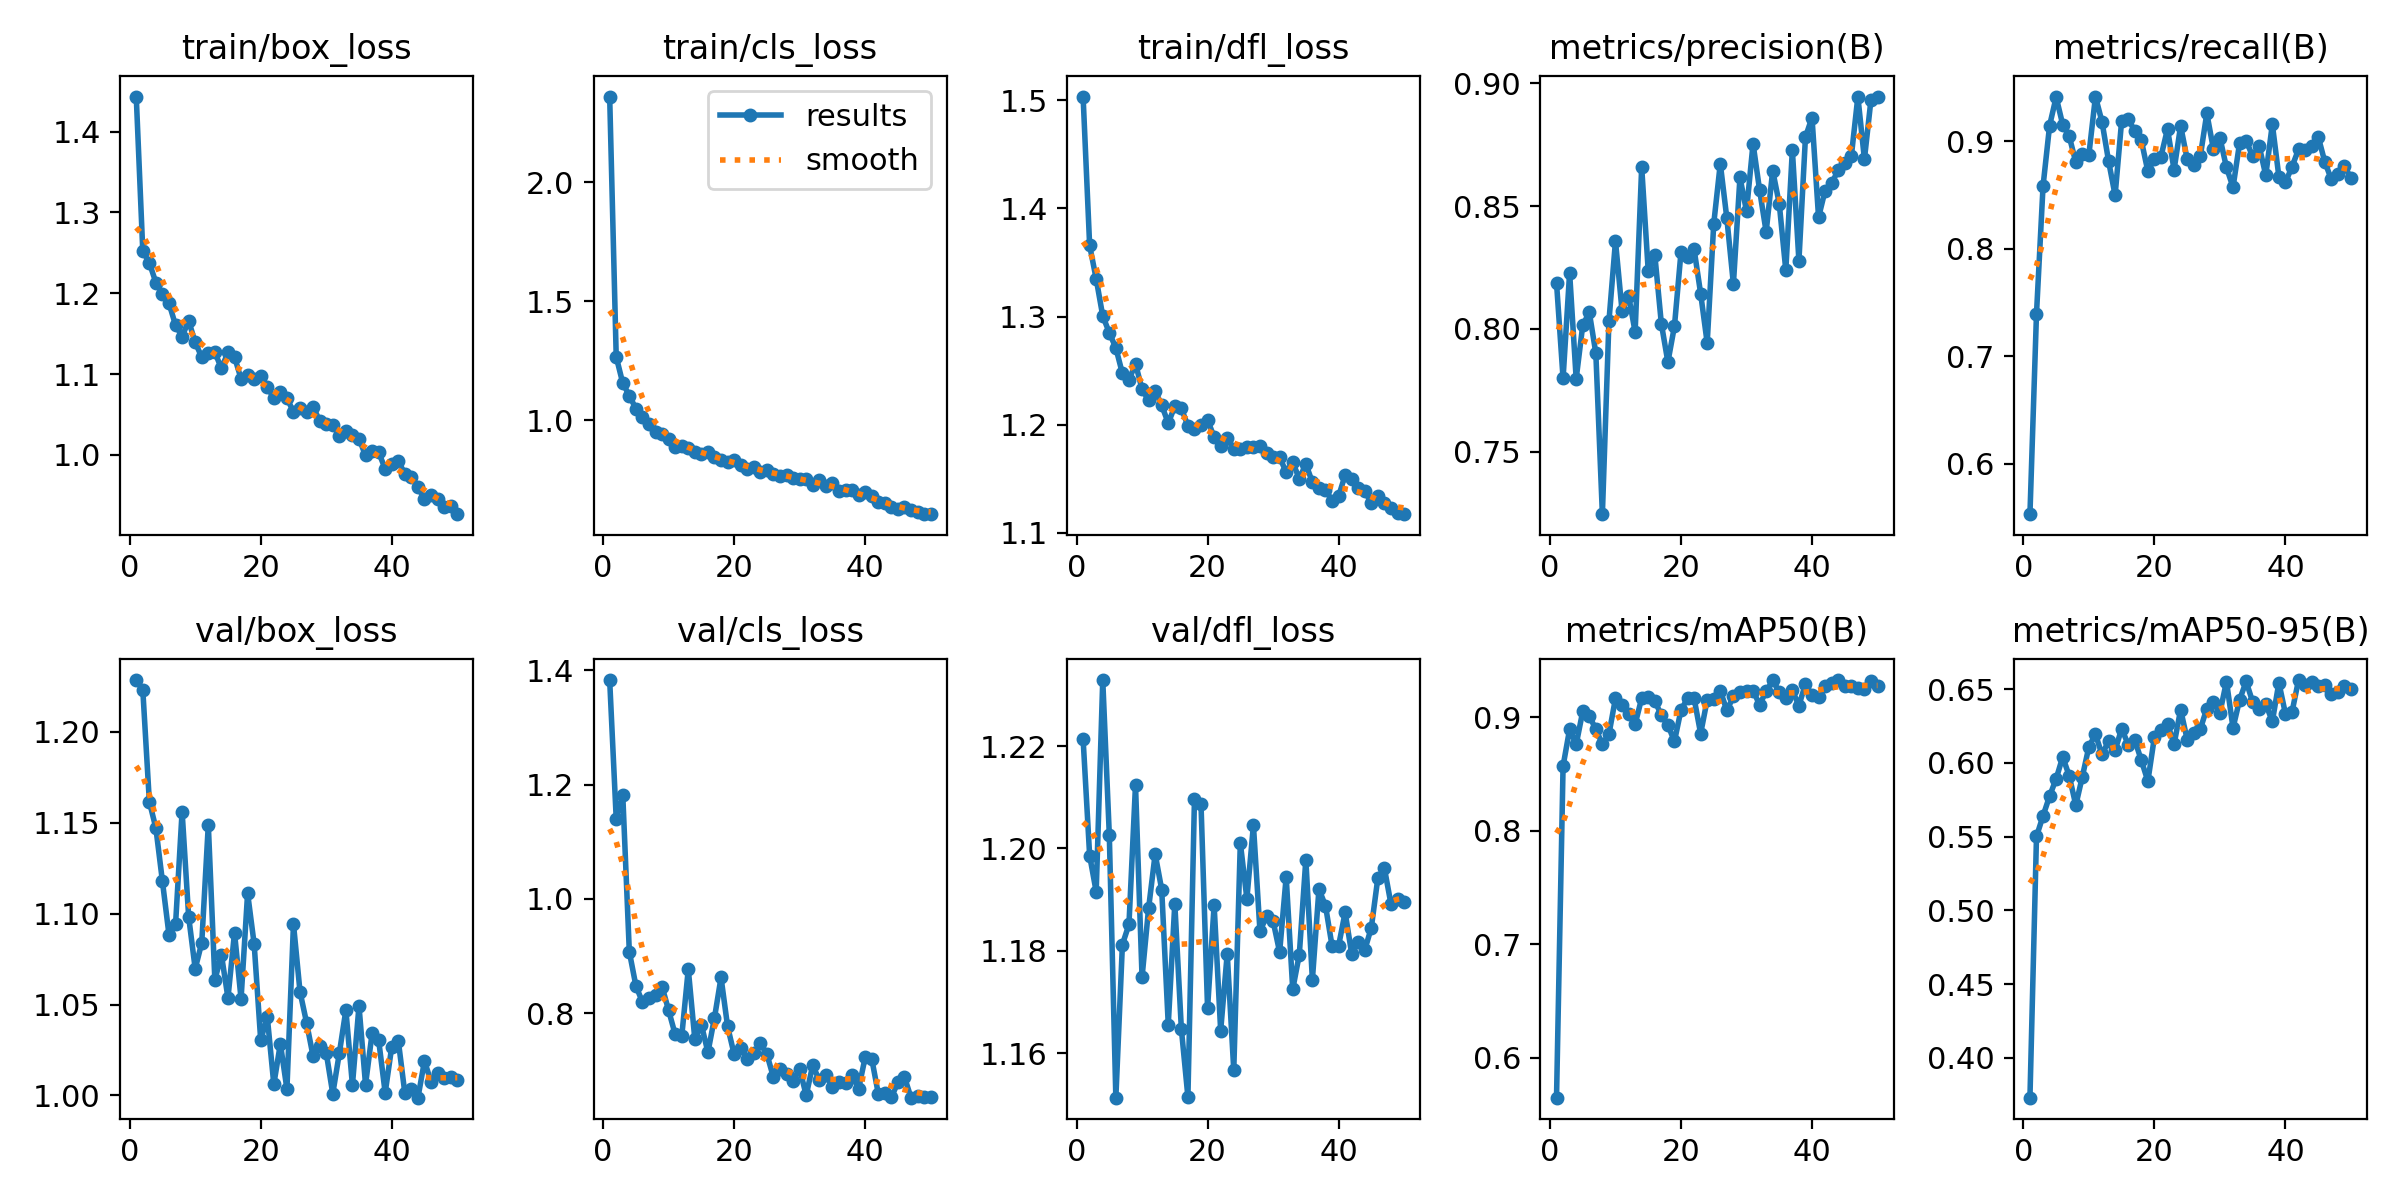 train/box_loss
1.4
1.3
1.2
1.1
1.0
0 20 40
train/cls_loss
results
smooth
2.0
1.5
1.0
0 20 40
train/dfl_loss
1.5
1.4
1.3
1.2
1.1
0 20 40
metrics/precision(B)
0.90
0.85
0.80
0.75
0 20 40
metrics/recall(B)
0.9
0.8
0.7
0.6
0 20 40
val/box_loss
1.20
1.15
1.10
1.05
1.00
0 20 40
val/cls_loss
1.4
1.2
1.0
0.8
0 20 40
val/dfl_loss
1.22
1.20
1.18
1.16
0 20 40
metrics/mAP50(B)
0.9
0.8
0.7
0.6
0 20 40
metrics/mAP50-95(B)
0.65
0.60
0.55
0.50
0.45
0.40
0 20 40